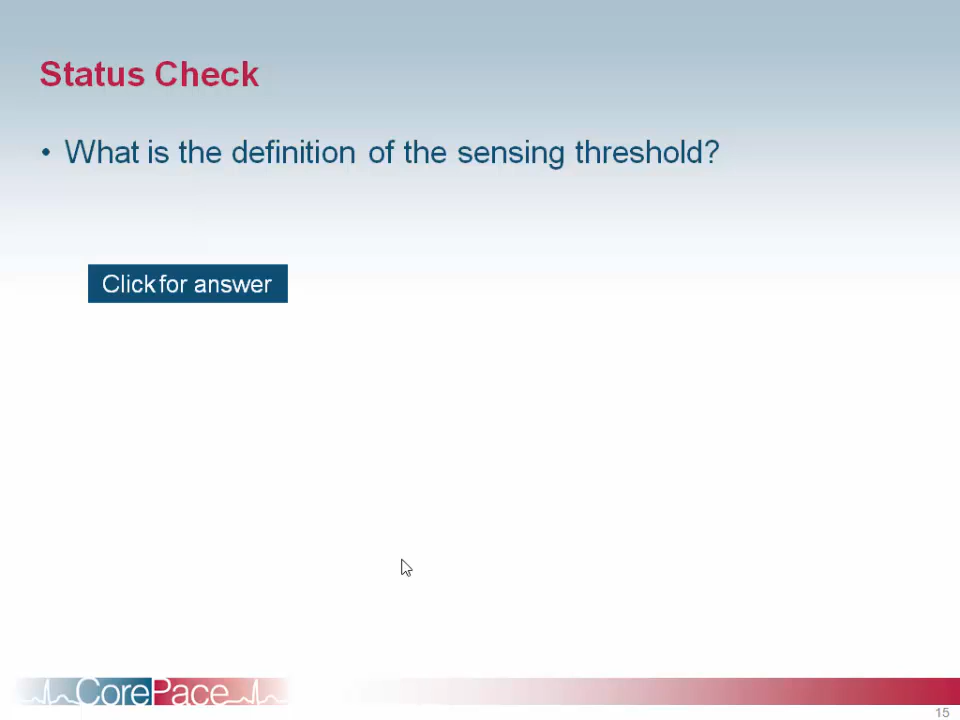 Status Check
• What is the definition of the sensing threshold?
Click for answer
CorePace
15